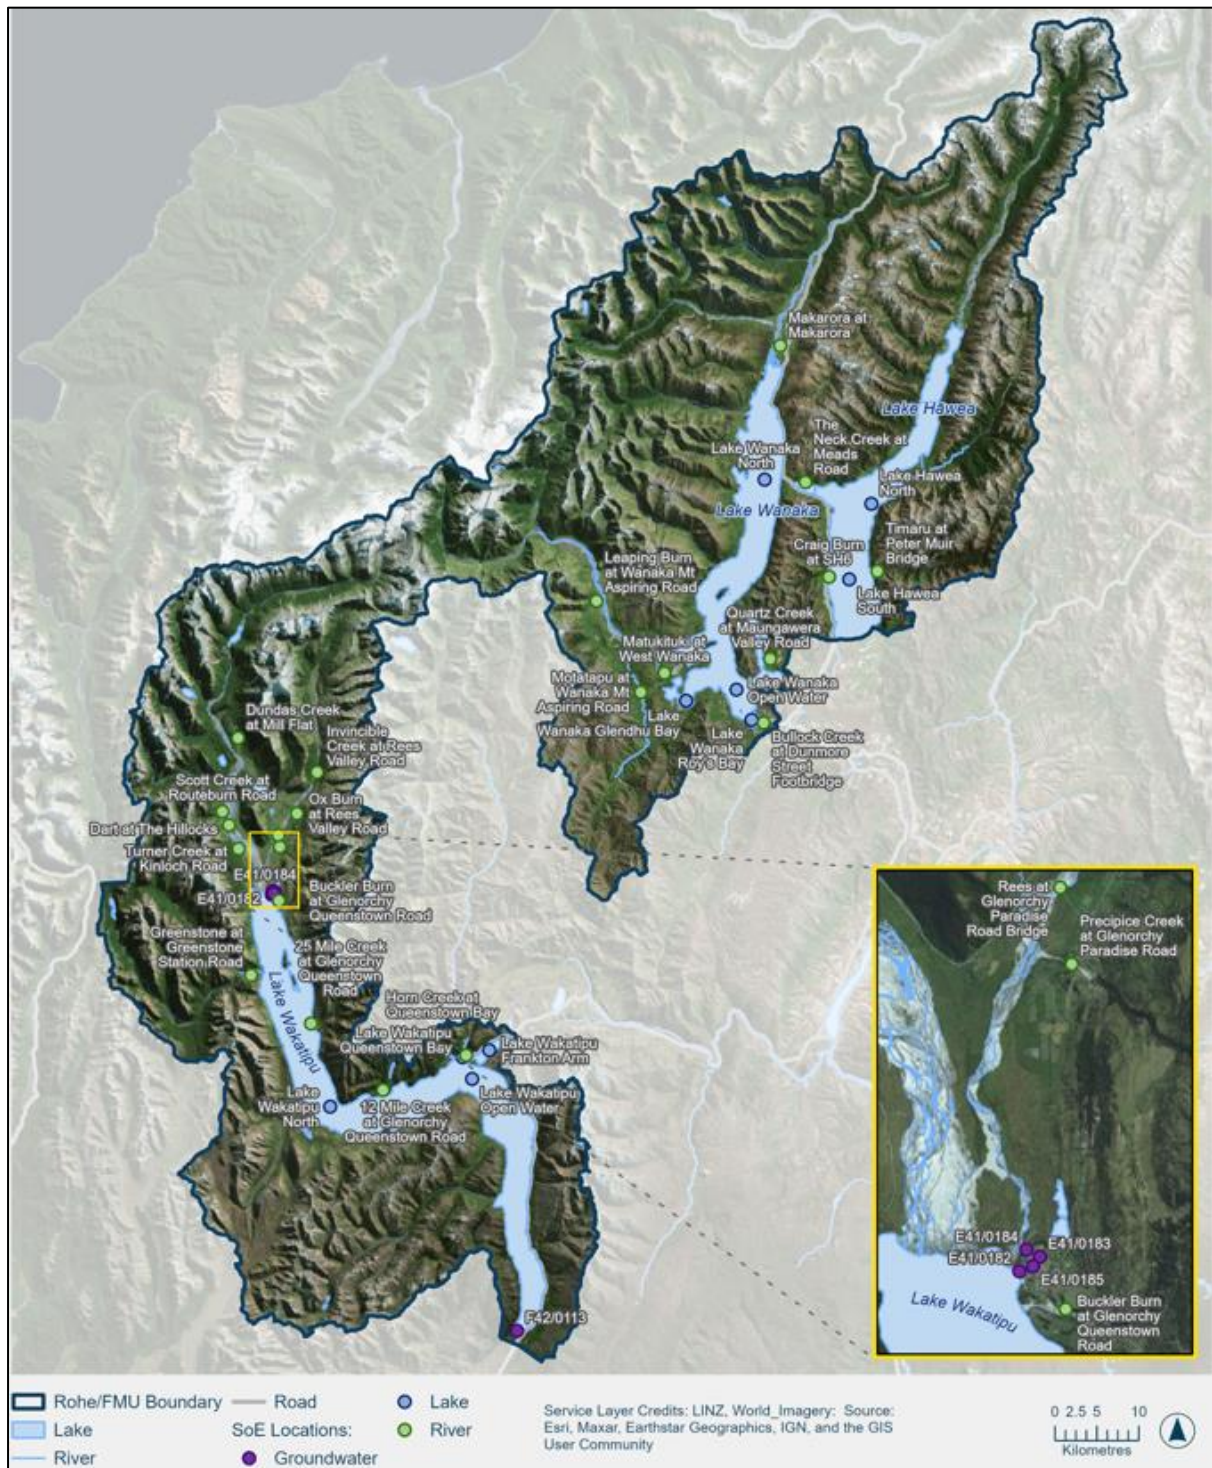 Makarora at
Makarora
Lake Hāwea
The
Neck Creek at
Meads
Road
Lake Wanaka
North
Lake Hawea
North
Lake Wanaka
Timaru at
Peter Muir
Bridge
Craig Burn
at SH6
Leaping Burn
at Wanaka Mt
Aspiring Road
Lake Hawea
South
Quartz Creek
at Maungawera
Valley Road
Matukituki at
West Wanaka
Motatapu at
Wanaka Mt
Aspiring Road
Lake Wanaka
Open Water
Lake
Wanaka Glendhu Bay
Lake
Wanaka
Roy's Bay
Bullock Creek
at Dunmore
Street
Footbridge
Dundas Creek
at Mill Flat
Invincible
Creek at Rees
Valley Road
Scott Creek at
Routeburn Road
Ox Burn
at Rees
Valley Road
Dart at The Hillocks
Turner Creek at
Kinloch Road
E41/0184
E41/0182
Buckler Burn
at Glenorchy
Queenstown Road
Greenstone at
Greenstone
Station Road
25 Mile Creek
at Glenorchy
Queenstown
Road
Lake Wakatipu
Horn Creek at
Queenstown Bay
Lake Wakatipu
Queenstown Bay
Lake Wakatipu
Frankton Arm
Lake
Wakatipu
North
12 Mile Creek
at Glenorchy
Queenstown Road
Lake Wakatipu
Open Water
F42/0113
Rees at
Glenorchy
Paradise
Road Bridge
Precipice Creek
at Glenorchy
Paradise Road
E41/0184
E41/0183
E41/0182
E41/0185
Lake Wakatipu
Buckler Burn
at Glenorchy
Queenstown
Road
Rohe/FMU Boundary
Lake
River
Road
SoE Locations:
Groundwater
Lake
River
Service Layer Credits: LINZ, World_Imagery: Source:
Esri, Maxar, Earthstar Geographics, IGN, and the GIS
User Community
0 2.5 5 10
Kilometres